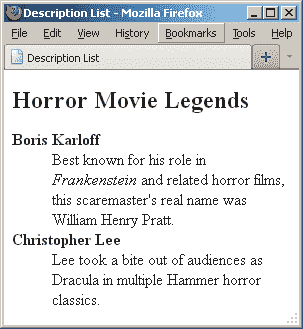 Description List - Mozilla Firefox
File Edit View History Bookmarks Tools Help
Description List
Horror Movie Legends
Boris Karloff
Best known for his role in
Frankenstein and related horror films,
this scaremaster's real name was
William Henry Pratt.
Christopher Lee
Lee took a bite out of audiences as
Dracula in multiple Hammer horror
classics.